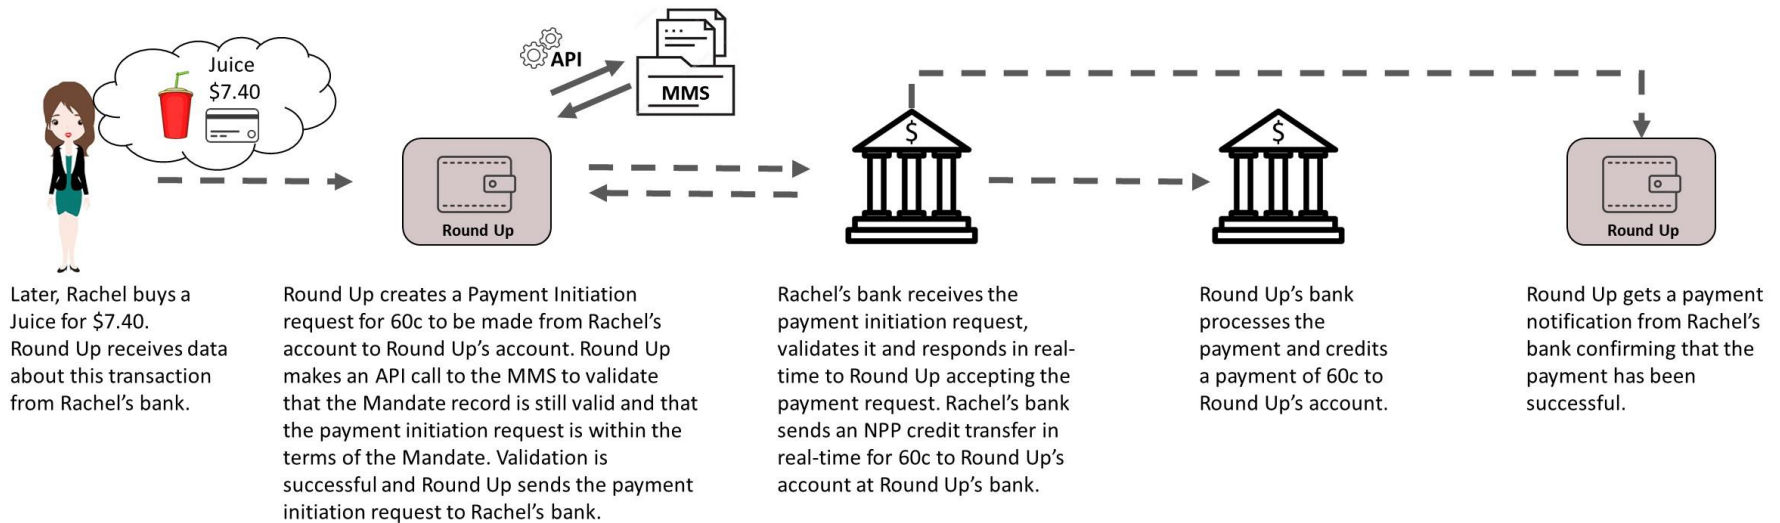 Juice
$7.40
API
MMS
Round Up
$
$
Round Up
Later, Rachel buys a
Juice for $7.40.
Round Up receives data
about this transaction
from Rachel's bank.
Round Up creates a Payment Initiation
request for 60c to be made from Rachel's
account to Round Up's account. Round Up
makes an API call to the MMS to validate
that the Mandate record is still valid and that
the payment initiation request is within the
terms of the Mandate. Validation is
successful and Round Up sends the payment
initiation request to Rachel's bank.
Rachel's bank receives the
payment initiation request,
validates it and responds in real-
time to Round Up accepting the
payment request. Rachel's bank
sends an NPP credit transfer in
real-time for 60c to Round Up's
account at Round Up's bank.
Round Up's bank
processes the
payment and credits
a payment of 60c to
Round Up's account.
Round Up gets a payment
notification from Rachel's
bank confirming that the
payment has been
successful.